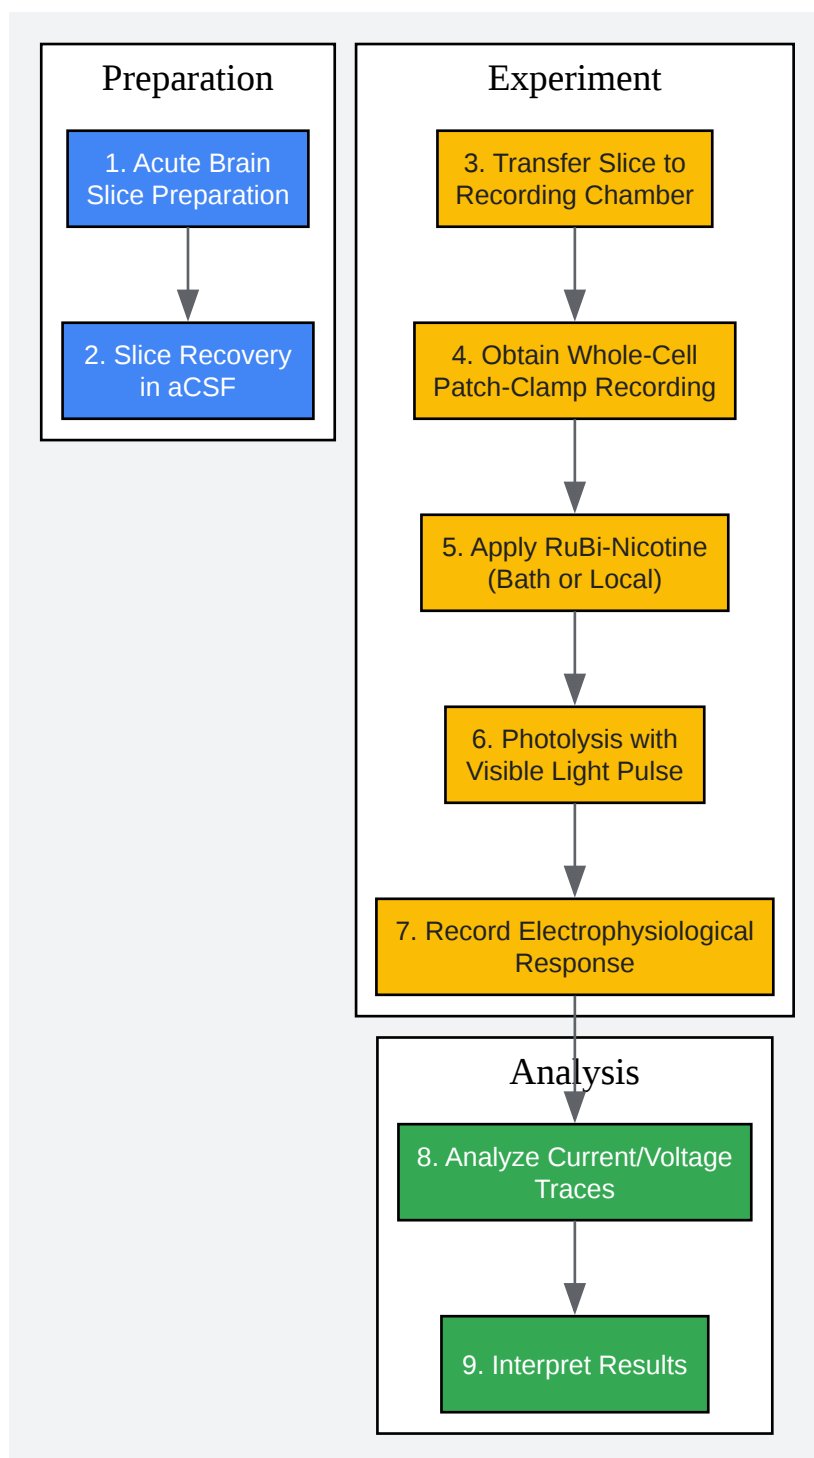 Preparation
1. Acute Brain
Slice Preparation
2. Slice Recovery
in aCSF
Experiment
3. Transfer Slice to
Recording Chamber
4. Obtain Whole-Cell
Patch-Clamp Recording
5. Apply RuBi-Nicotine
(Bath or Local)
6. Photolysis with
Visible Light Pulse
7. Record Electrophysiological
Response
Analysis
8. Analyze Current/Voltage
Traces
9. Interpret Results